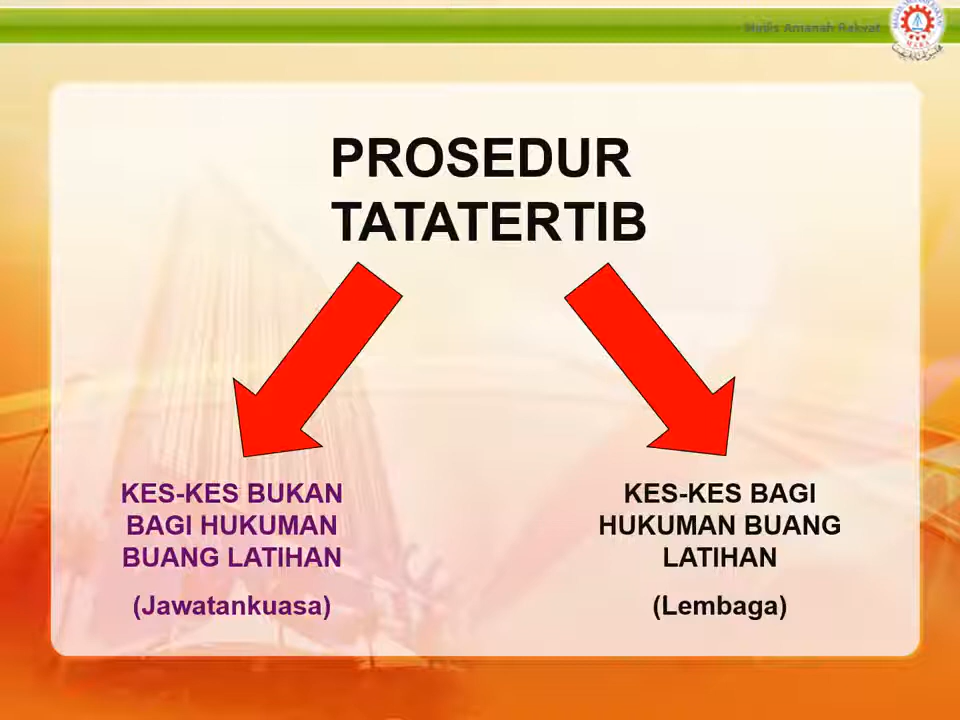 Majlis Amanah Rakyat
MARA
PROSEDUR
TATATERTIB
KES-KES BUKAN
BAGI HUKUMAN
BUANG LATIHAN
(Jawatankuasa)
KES-KES BAGI
HUKUMAN BUANG
LATIHAN
(Lembaga)